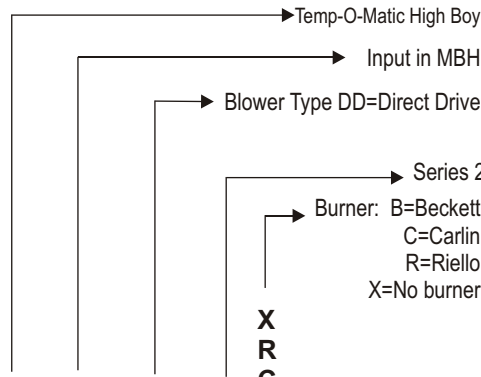 Temp-O-Matic High Boy
Input in MBH
Blower Type DD=Direct Drive
Series 2
Burner: B=Beckett
C=Carlin
R=Riello
X=No burner
X
R